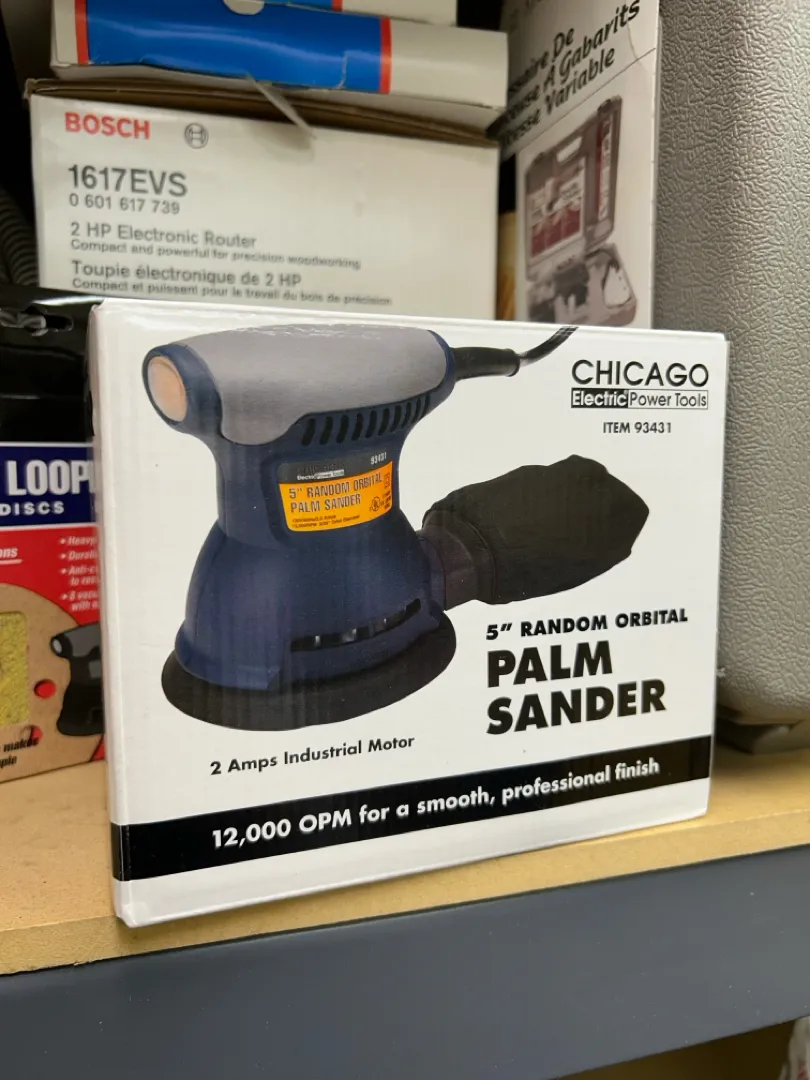 BOSCH
1617EVS
0 601 617 739
2 HP Electronic Router
Compact and powerful for precision woodworking
Toupie électronique de 2 HP
Compact et puissant pour le travail du bois de précision
De
A Gabarits
Variable
LOOP
DISCS
CHICAGO
Electric Power Tools
ITEM 93431
93431
5" RANDOM ORBITAL
PALM SANDER
5" RANDOM ORBITAL
PALM
SANDER
2 Amps Industrial Motor
12,000 OPM for a smooth, professional finish